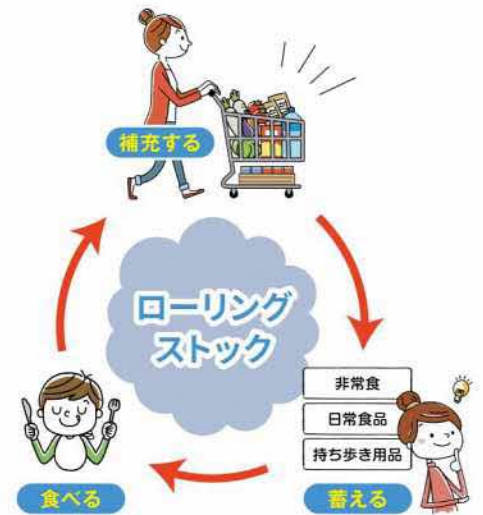 補充する
ローリング
ストック
非常食
日常食品
持ち歩き用品
食べる
蓄える